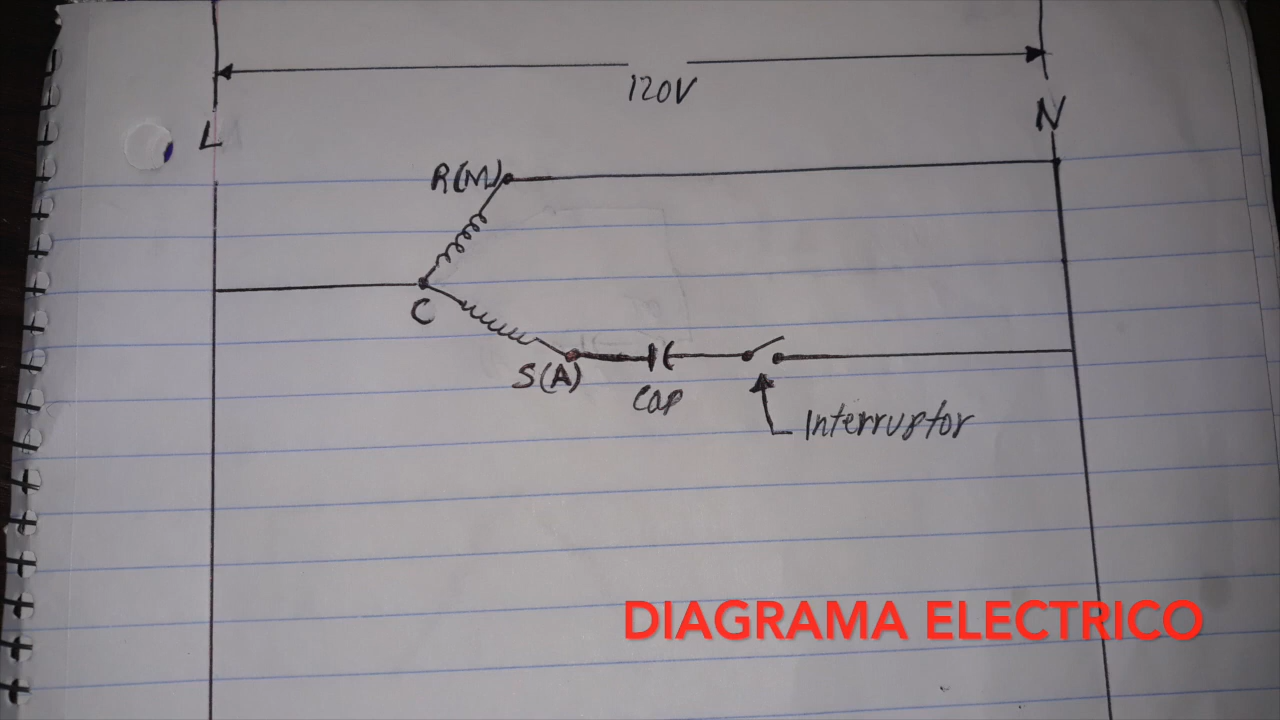 120V
L
N
R(M)
C
S(A)
Cap
Interruptor
DIAGRAMA ELECTRICO